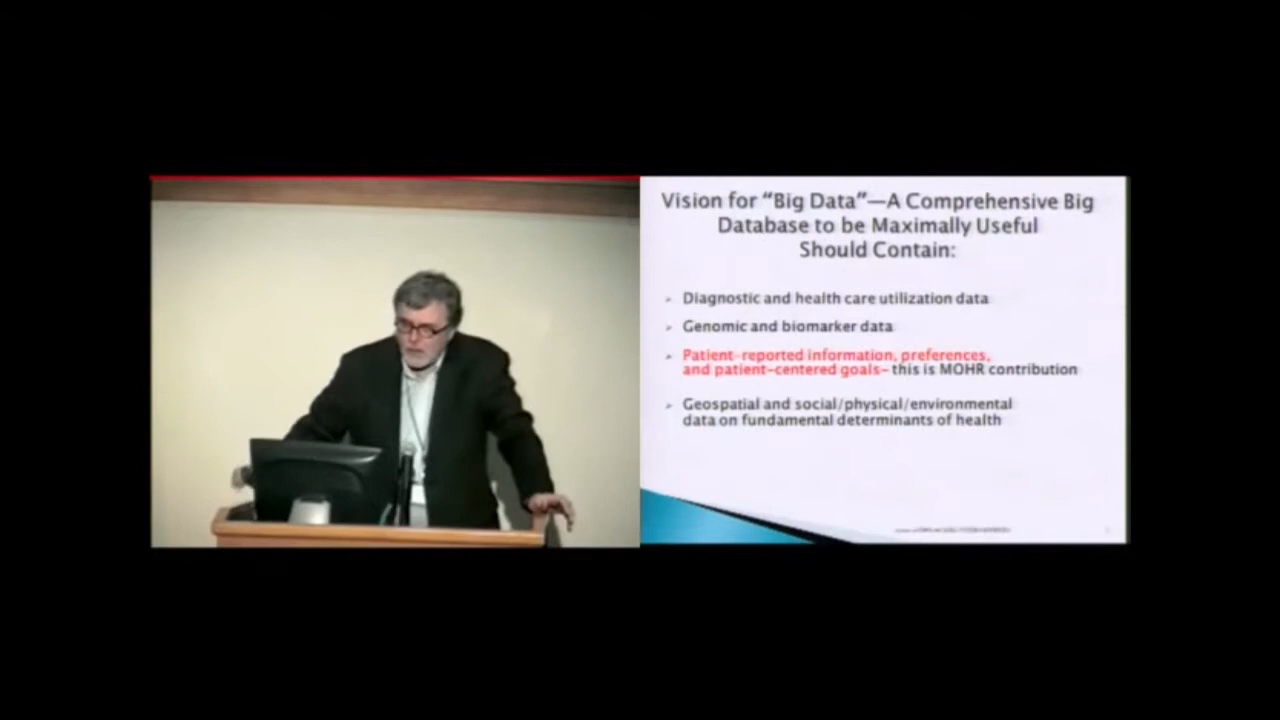 Vision for “Big Data”—A Comprehensive Big
Database to be Maximally Useful
Should Contain:
Diagnostic and health care utilization data
Genomic and biomarker data
Patient-reported information, preferences,
and patient-centered goals- this is MOHR contribution
Geospatial and social/physical/environmental
data on fundamental determinants of health